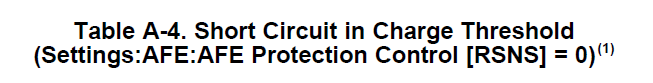 Table A-4. Short Circuit in Charge Threshold
(Settings:AFE:AFE Protection Control [RSNS] = 0)(1)